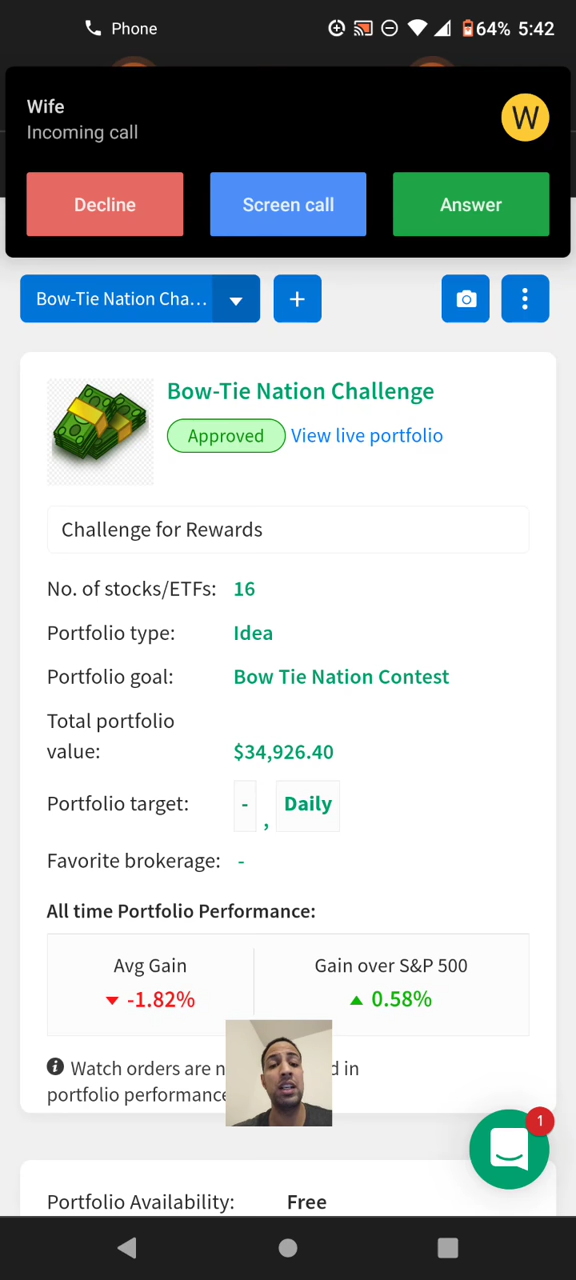 Phone
64% 5:42
Wife
Incoming call
W
Decline
Screen call
Answer
Bow-Tie Nation Cha...
+
Bow-Tie Nation Challenge
Approved View live portfolio
Challenge for Rewards
No. of stocks/ETFs: 16
Portfolio type: Idea
Portfolio goal: Bow Tie Nation Contest
Total portfolio
value: $34,926.40
Portfolio target: - , Daily
Favorite brokerage: -
All time Portfolio Performance:
Avg Gain
-1.82%
Gain over S&P 500
0.58%
Watch orders are in
portfolio performance
1
Portfolio Availability: Free